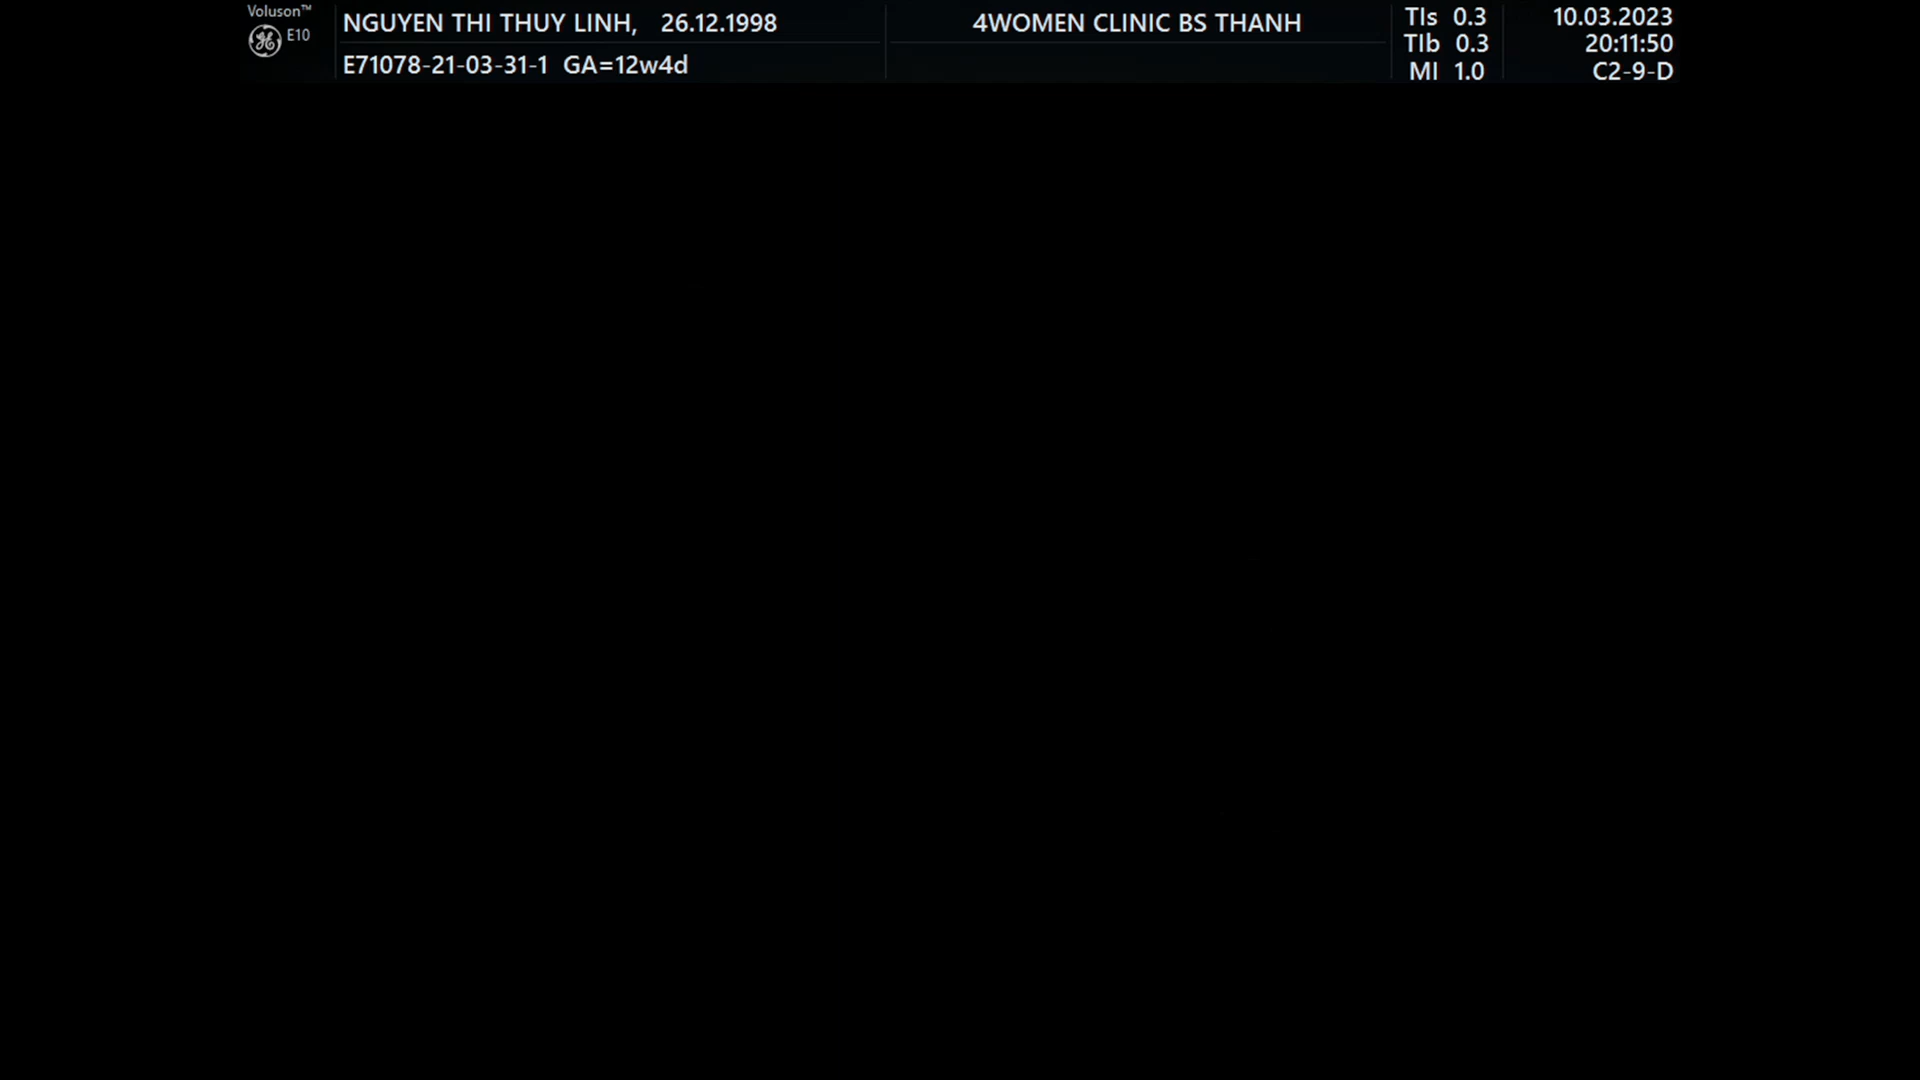 Voluson™
E10
NGUYEN THI THUY LINH, 26.12.1998
E71078-21-03-31-1 GA=12w4d
4WOMEN CLINIC BS THANH
TIs 0.3
TIb 0.3
MI 1.0
10.03.2023
20:11:50
C2-9-D